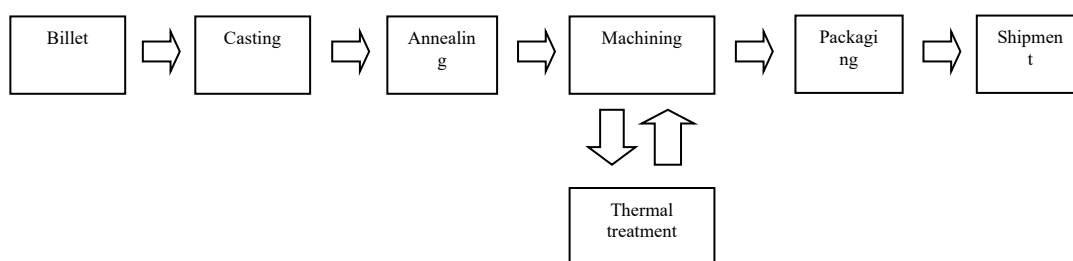 Billet
Casting
Annealin
g
Machining
Packagi
ng
Shipmen
t
Thermal
treatment